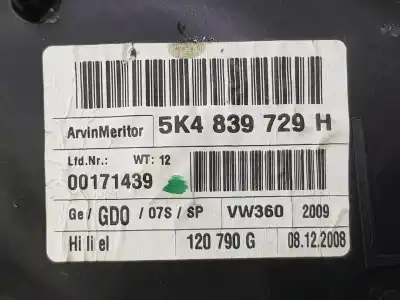 ArvinMeritor 5K4 839 729 H
Lfd.Nr.: WT: 12
00171439
Ge/ GDO /07S/ SP VW360 2009
Hi li el 120 790 G 08.12.2008